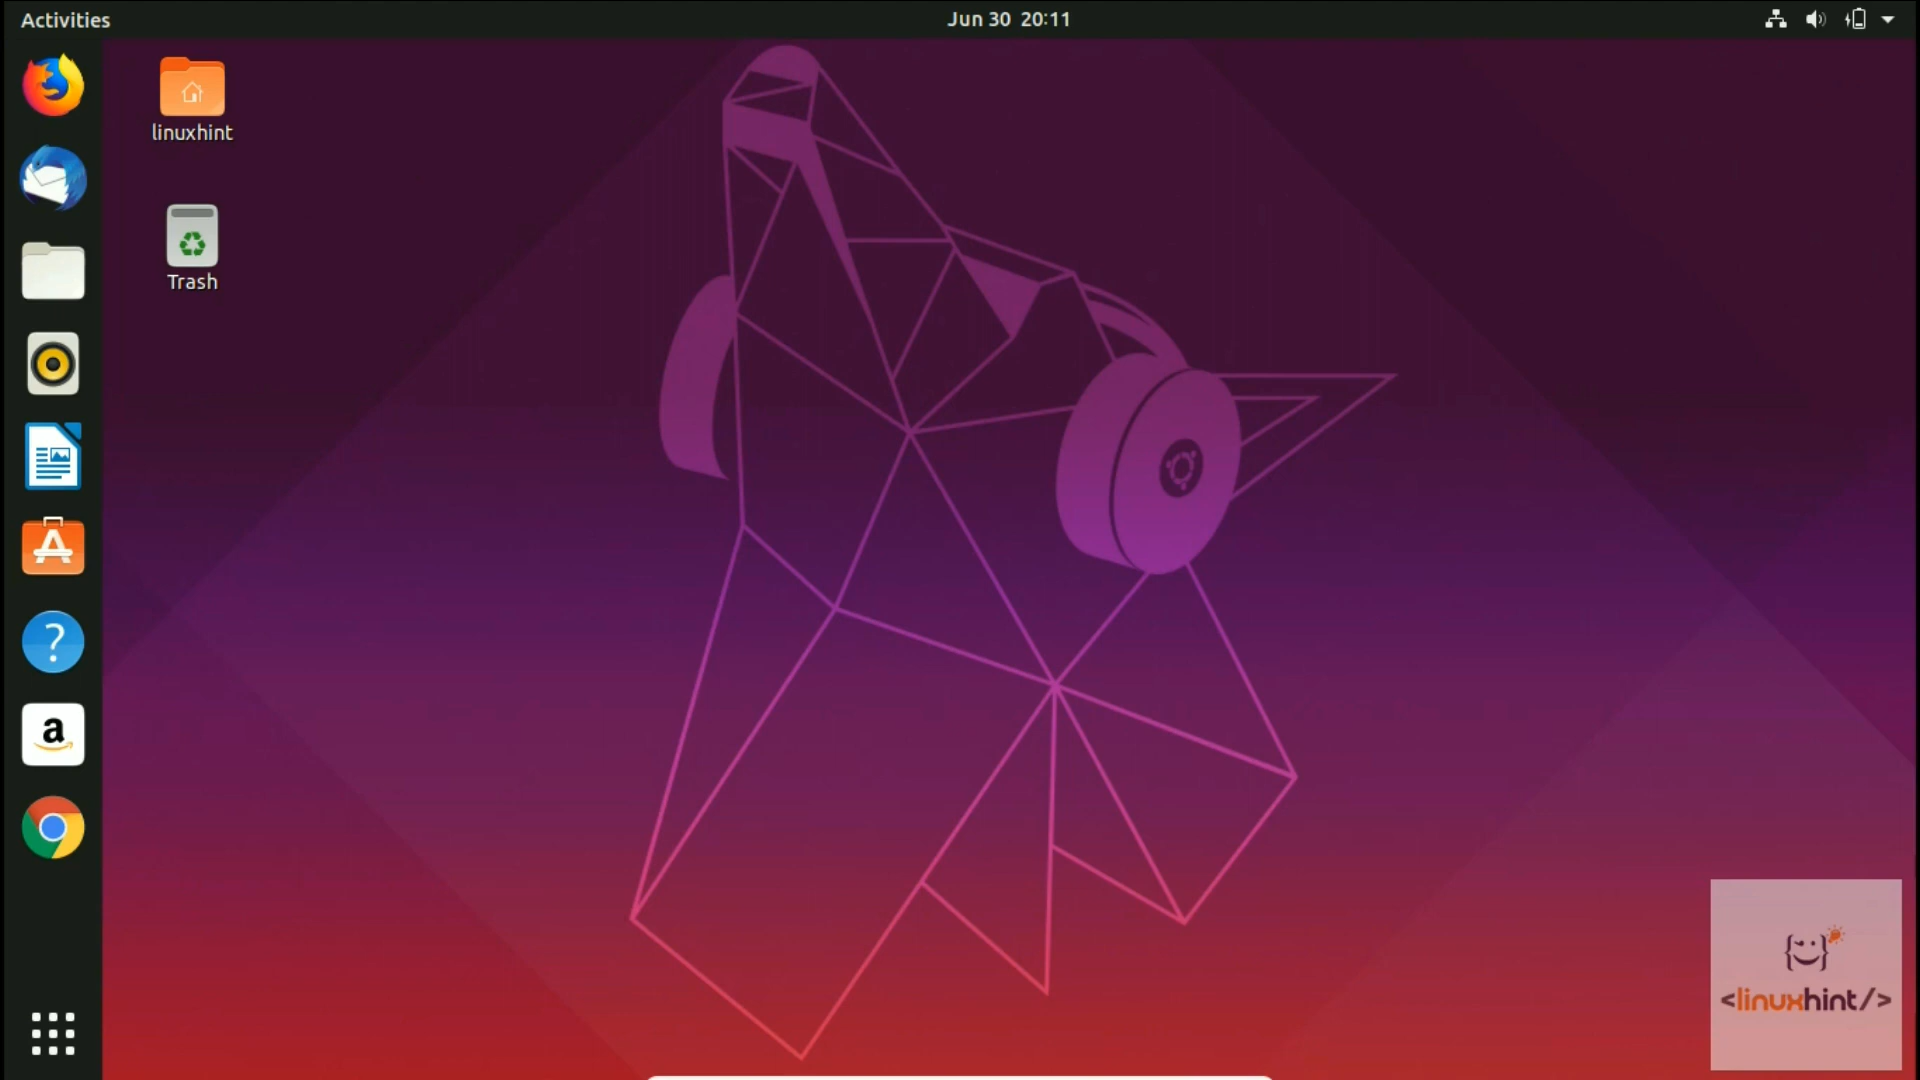 Activities
Jun 30 20:11
linuxhint
Trash
a
<linuxhint/>